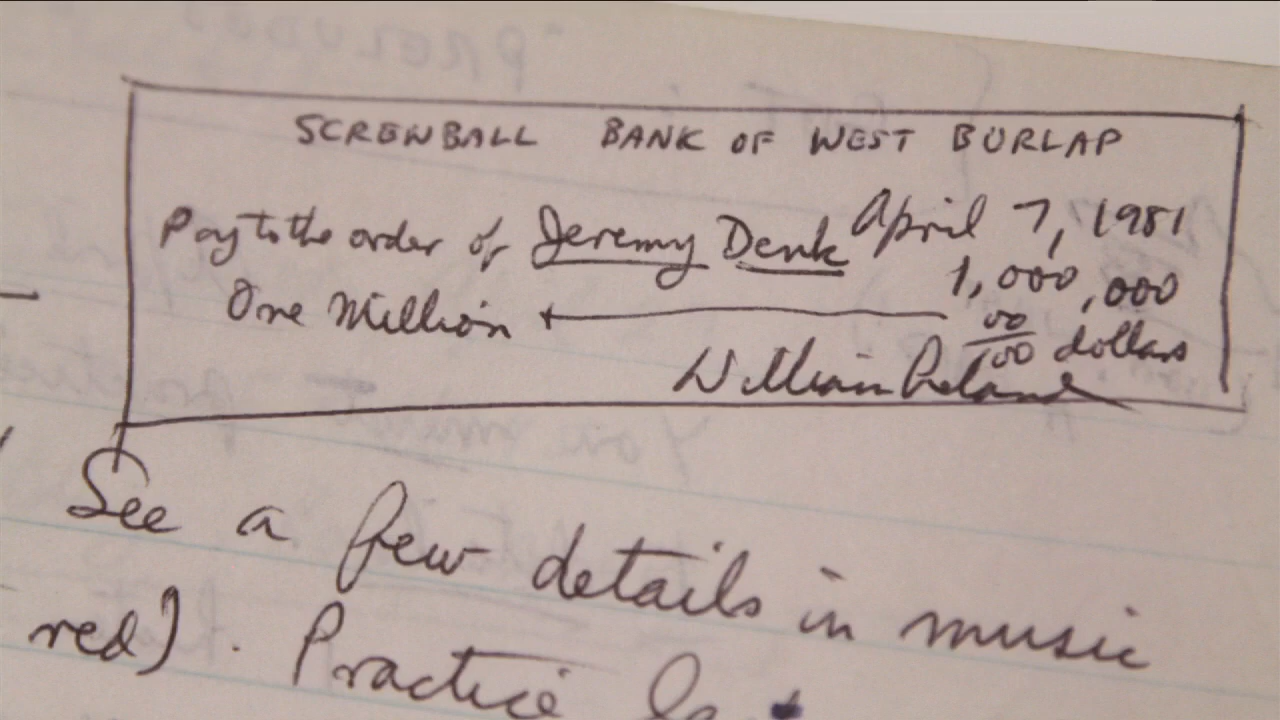 SCREWBALL BANK OF WEST BURLAP
April 7, 1981
Pay to the order of Jeremy Denk 1,000,000
One Million 00/100 dollars
William Leland
See a few details in music
red). Practice